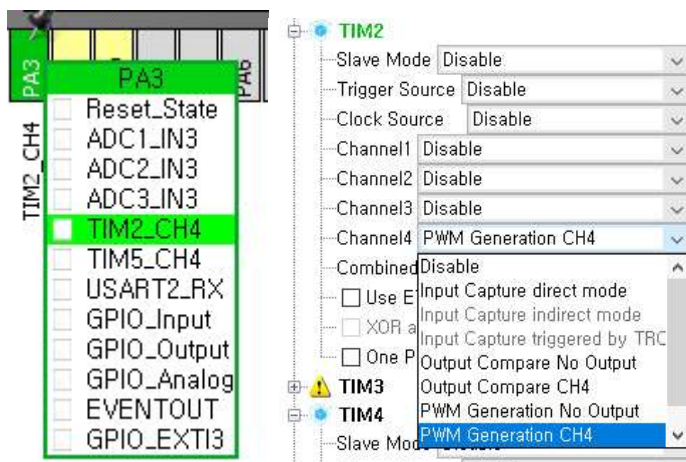 PA3
PA6
TIM2_CH4
PA3
Reset_State
ADC1_IN3
ADC2_IN3
ADC3_IN3
TIM2_CH4
TIM5_CH4
USART2_RX
GPIO_Input
GPIO_Output
GPIO_Analog
EVENTOUT
GPIO_EXTI3
TIM2
Slave Mode Disable
Trigger Source Disable
Clock Source Disable
Channel1 Disable
Channel2 Disable
Channel3 Disable
Channel4 PWM Generation CH4
Combined
Use E
XOR a
One P
Disable
Input Capture direct mode
Input Capture indirect mode
Input Capture triggered by TRC
Output Compare No Output
Output Compare CH4
PWM Generation No Output
PWM Generation CH4
TIM3
TIM4
Slave Mod